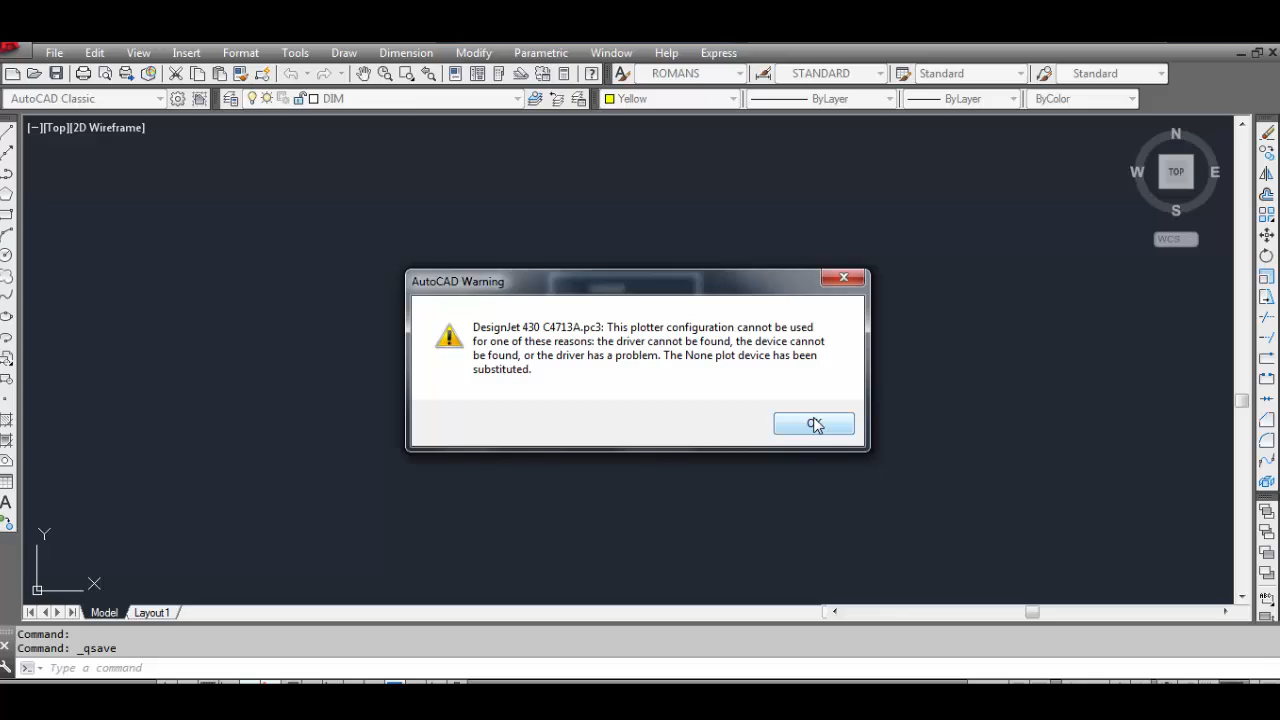 File Edit View Insert Format Tools Draw Dimension Modify Parametric Window Help Express
ROMANS STANDARD Standard Standard
AutoCAD Classic DIM Yellow ByLayer ByLayer ByColor
[−][Top][2D Wireframe]
N
W TOP E
S
WCS
AutoCAD Warning
DesignJet 430 C4713A.pc3: This plotter configuration cannot be used
for one of these reasons: the driver cannot be found, the device cannot
be found, or the driver has a problem. The None plot device has been
substituted.
Y
X
Model Layout1
Command:
Command: _qsave
Type a command